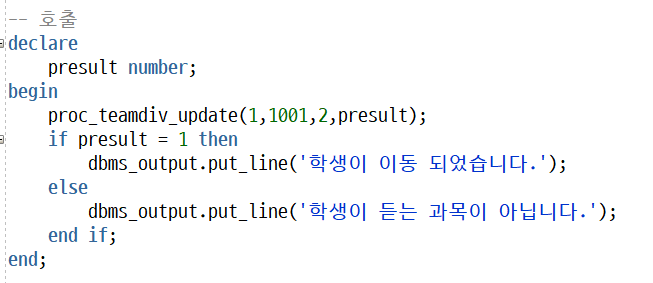 -- 호출
declare
    presult number;
begin
    proc_teamdiv_update(1,1001,2,presult);
    if presult = 1 then
        dbms_output.put_line('학생이 이동 되었습니다.');
    else
        dbms_output.put_line('학생이 듣는 과목이 아닙니다.');
    end if;
end;